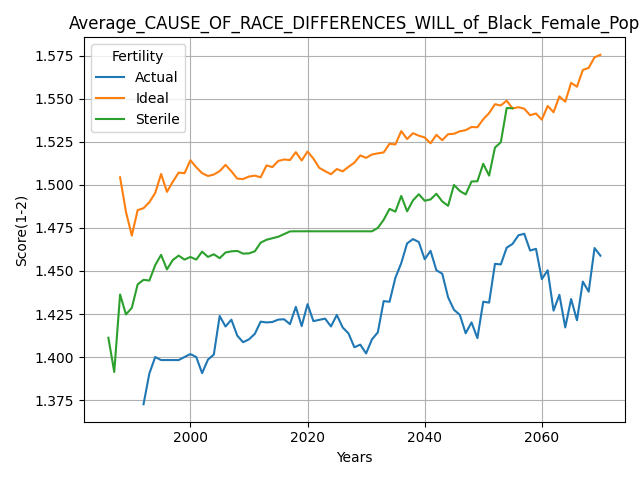 Average_CAUSE_OF_RACE_DIFFERENCES_WILL_of_Black_Female_Pop
Fertility
Actual
Ideal
Sterile
1.575
1.550
1.525
1.500
1.475
1.450
1.425
1.400
1.375
Score(1-2)
2000
2020
2040
2060
Years